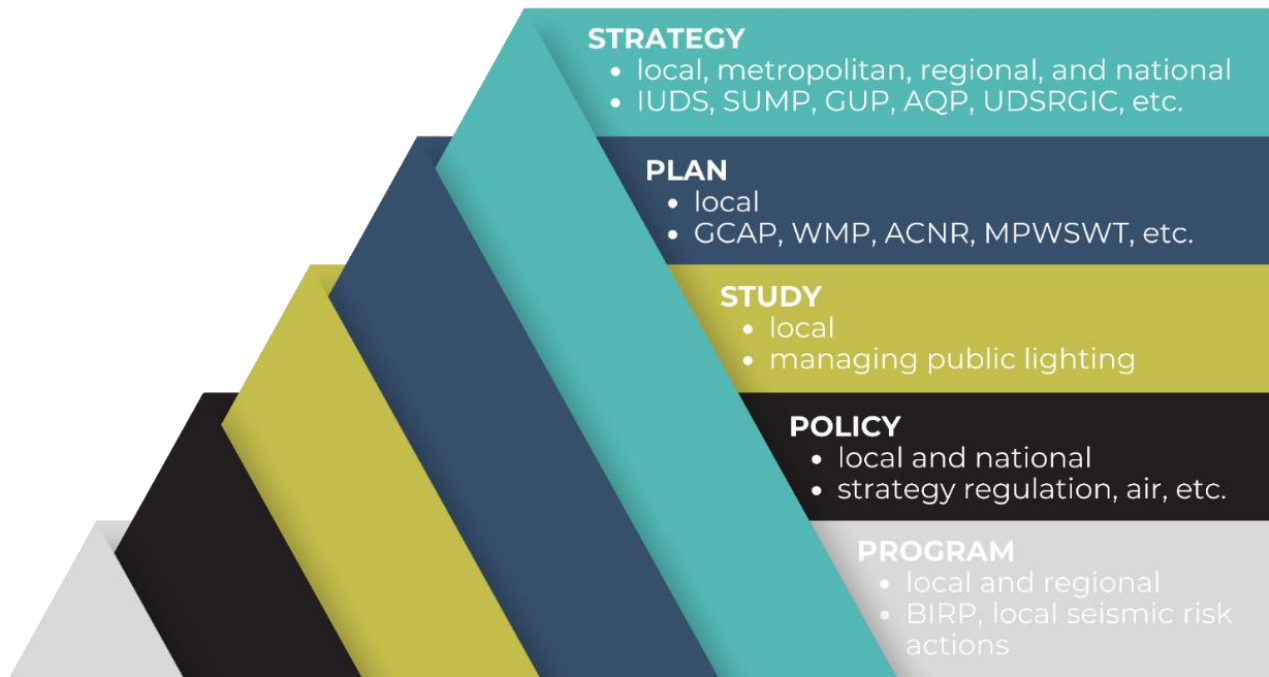 STRATEGY
• local, metropolitan, regional, and national
• IUDS, SUMP, GUP, AQP, UDSRGIC, etc.
PLAN
• local
• GCAP, WMP, ACNR, MPWSWT, etc.
STUDY
• local
• managing public lighting
POLICY
• local and national
• strategy regulation, air, etc.
PROGRAM
• local and regional
• BIRP, local seismic risk
actions